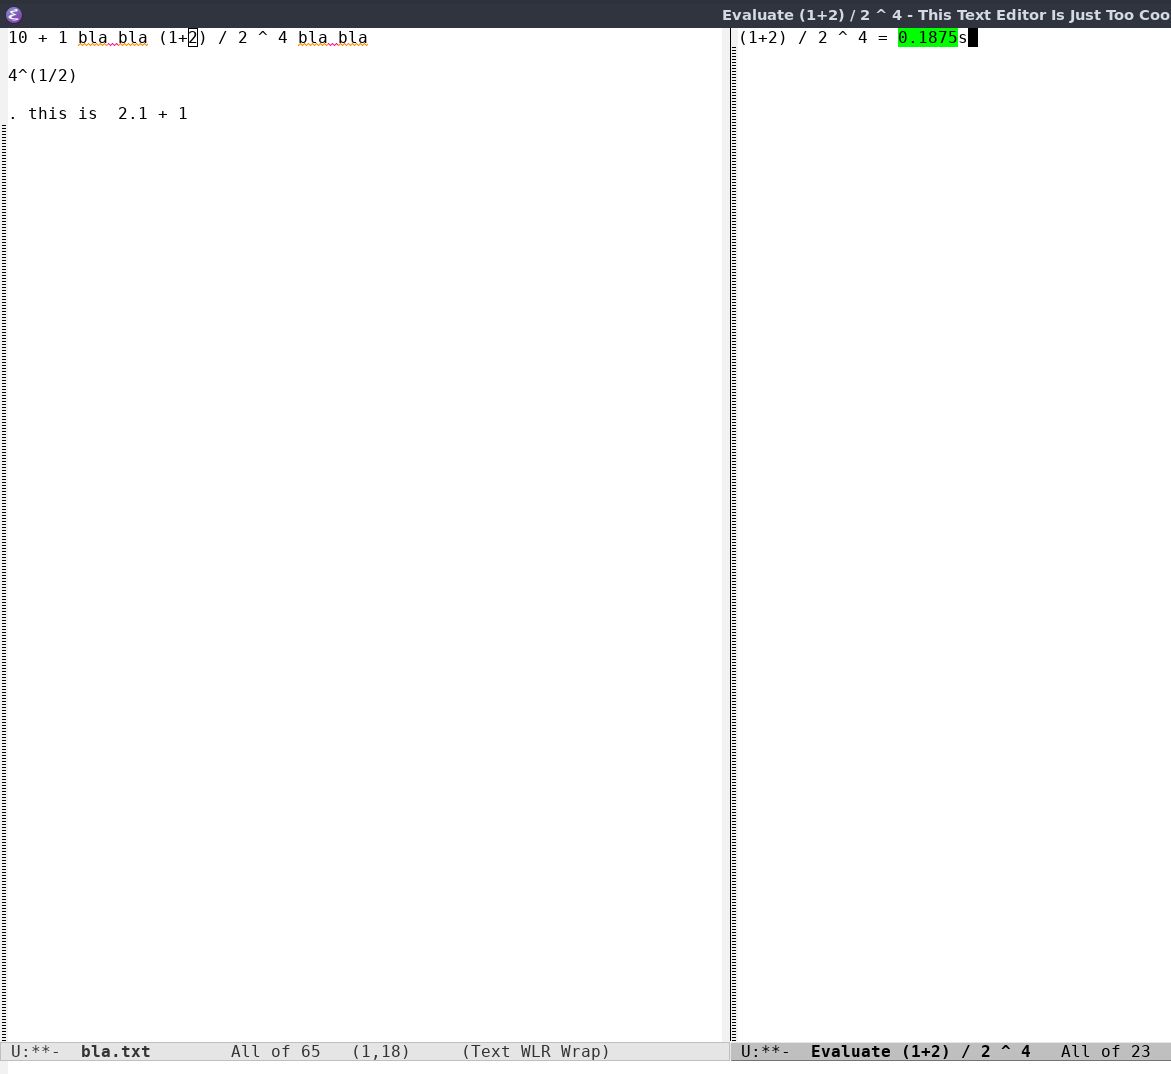 Evaluate (1+2) / 2 ^ 4 - This Text Editor Is Just Too Coo
10 + 1 bla bla (1+2) / 2 ^ 4 bla bla
4^(1/2)
. this is  2.1 + 1
(1+2) / 2 ^ 4 = 0.1875s
U:**-  bla.txt        All of 65   (1,18)     (Text WLR Wrap)
U:**-  Evaluate (1+2) / 2 ^ 4   All of 23